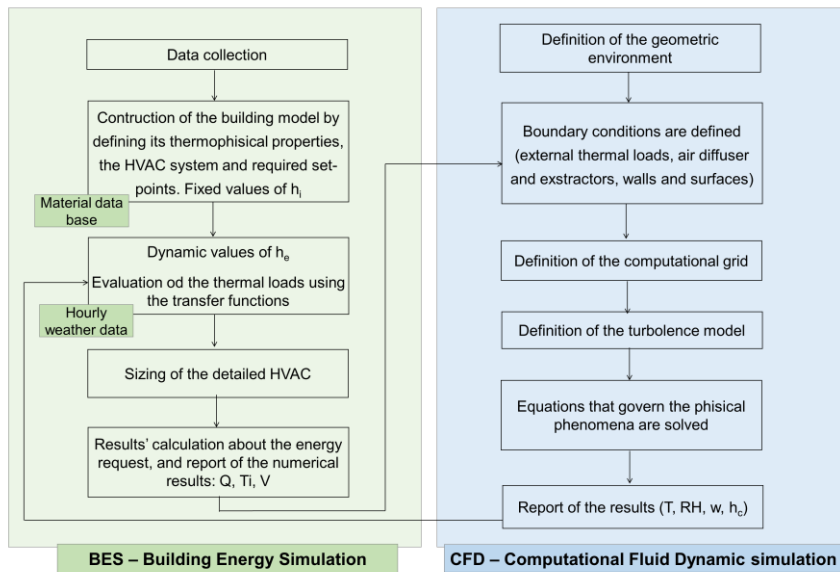 Data collection
Contruction of the building model by
defining its thermophisical properties,
the HVAC system and required set-
points. Fixed values of hi
Material data
base
Dynamic values of he
Evaluation od the thermal loads using
the transfer functions
Hourly
weather data
Sizing of the detailed HVAC
Results' calculation about the energy
request, and report of the numerical
results: Q, Ti, V
BES – Building Energy Simulation
Definition of the geometric
environment
Boundary conditions are defined
(external thermal loads, air diffuser
and exstractors, walls and surfaces)
Definition of the computational grid
Definition of the turbolence model
Equations that govern the phisical
phenomena are solved
Report of the results (T, RH, w, hc)
CFD – Computational Fluid Dynamic simulation